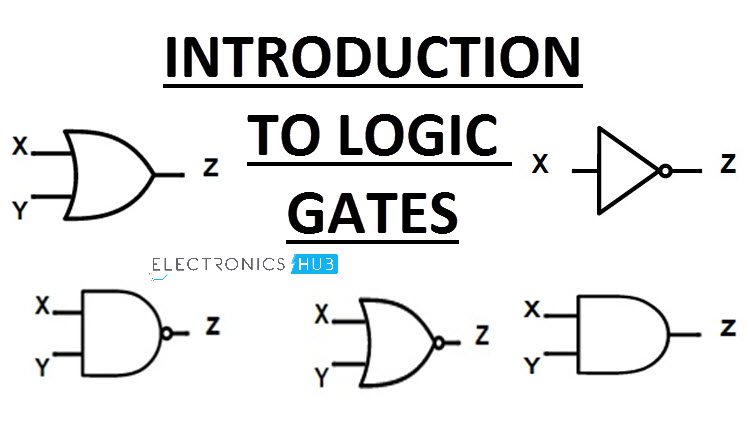 INTRODUCTION
TO LOGIC
GATES
X
Y
Z
X
Z
ELECTRONICS HUB
X
Y
Z
X
Y
Z
X
Y
Z